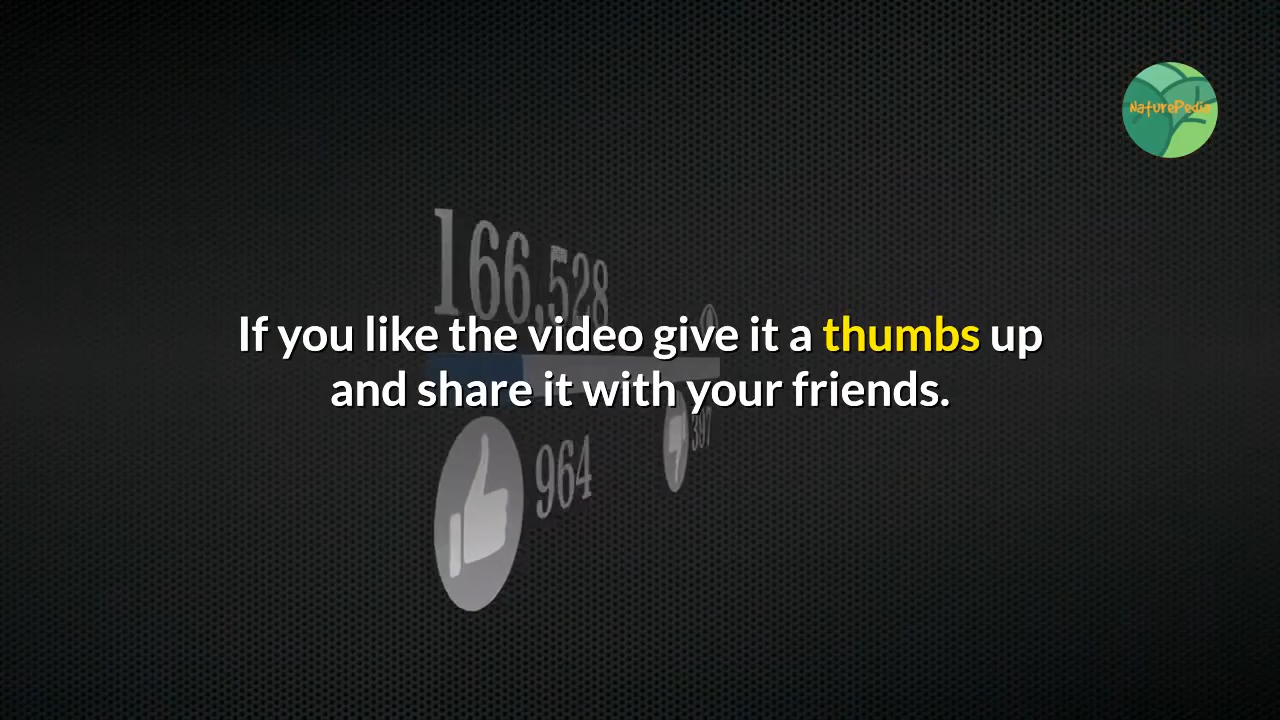 NaturePedia
166,528
If you like the video give it a thumbs up
and share it with your friends.
964
397